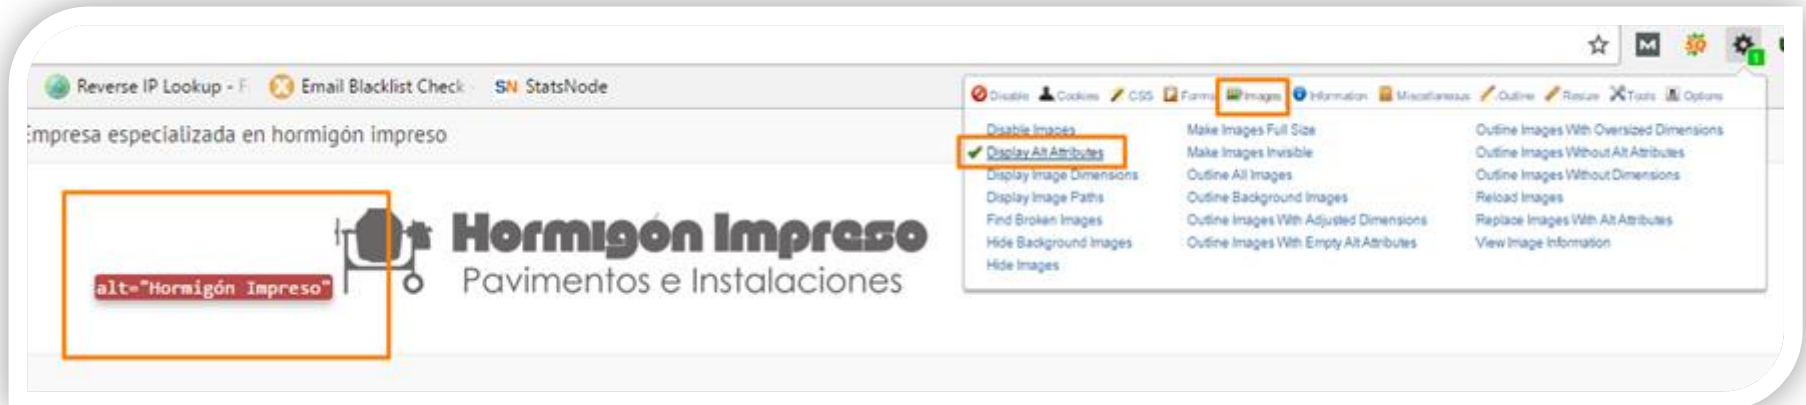 Reverse IP Lookup - F
Email Blacklist Check
SN StatsNode
Disable Cookies CSS Forms Images Information Miscellaneous Outline Resize Tools Options
Empresa especializada en hormigón impreso
Disable Images
Display Alt Attributes
Display Image Dimensions
Display Image Paths
Find Broken Images
Hide Background Images
Hide Images
Make Images Full Size
Make Images Invisible
Outline All Images
Outline Background Images
Outline Images With Adjusted Dimensions
Outline Images With Empty Alt Attributes
Outline Images With Oversized Dimensions
Outline Images Without Alt Attributes
Outline Images Without Dimensions
Reload Images
Replace Images With Alt Attributes
View Image Information
alt="Hormigón Impreso"
Hormigón Impreso
Pavimentos e Instalaciones